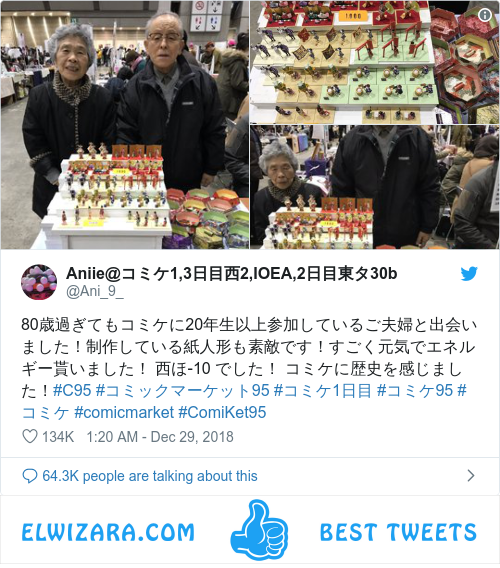 1000
Aniie@コミケ1,3日目西2,IOEA,2日目東タ30b
@Ani_9_
80歳過ぎてもコミケに20年生以上参加しているご夫婦と出会い
ました！制作している紙人形も素敵です！すごく元気でエネル
ギー貰いました！ 西ほ-10 でした！ コミケに歴史を感じまし
た！#C95 #コミックマーケット95 #コミケ1日目 #コミケ95 #
コミケ #comicmarket #ComiKet95
134K 1:20 AM - Dec 29, 2018
64.3K people are talking about this
ELWIZARA.COM BEST TWEETS